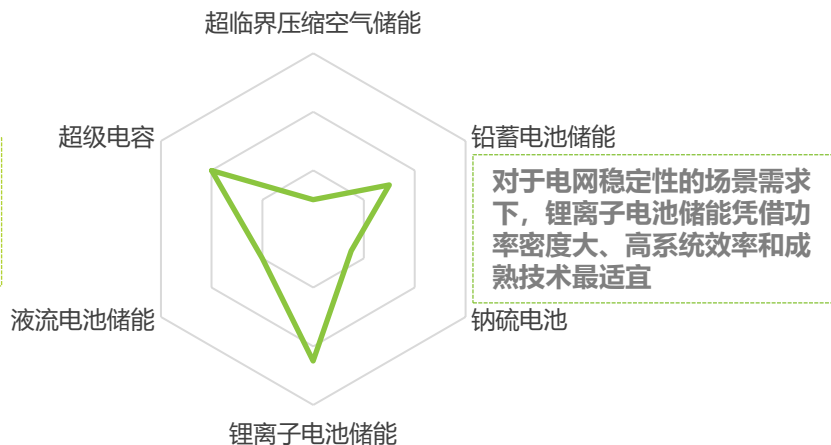 超临界压缩空气储能
超级电容
铅蓄电池储能
对于电网稳定性的场景需求
下，锂离子电池储能凭借功
率密度大、高系统效率和成
熟技术最适宜
液流电池储能
钠硫电池
锂离子电池储能